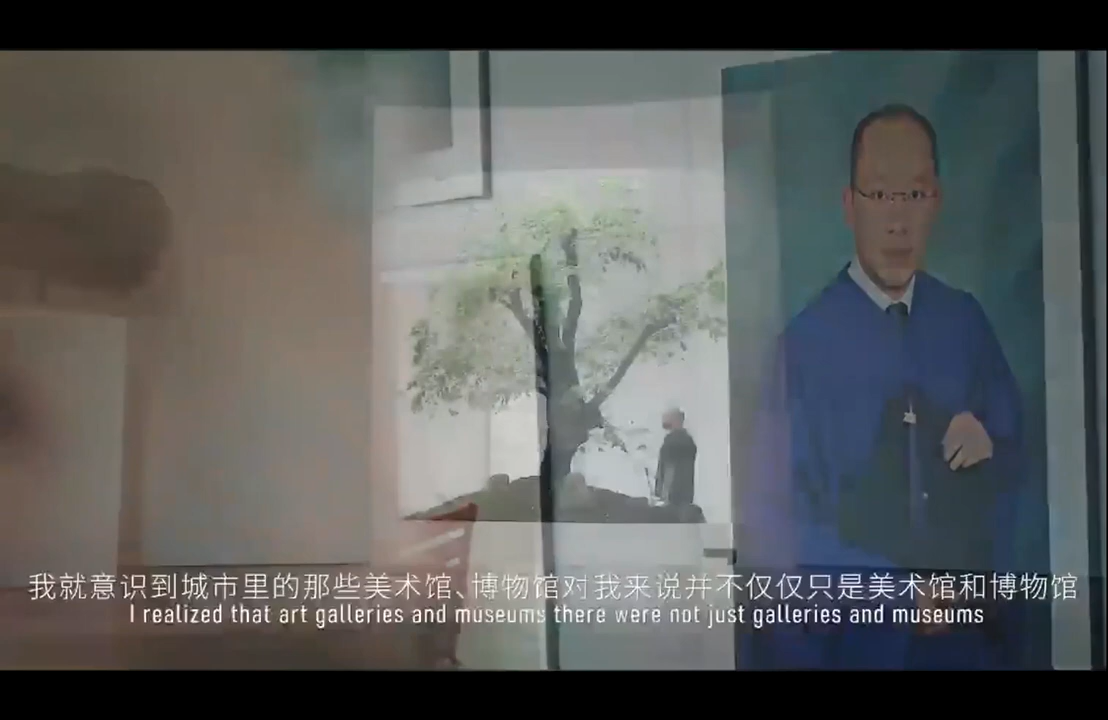 我就意识到城市里的那些美术馆、博物馆对我来说并不仅仅只是美术馆和博物馆
I realized that art galleries and museums there were not just galleries and museums